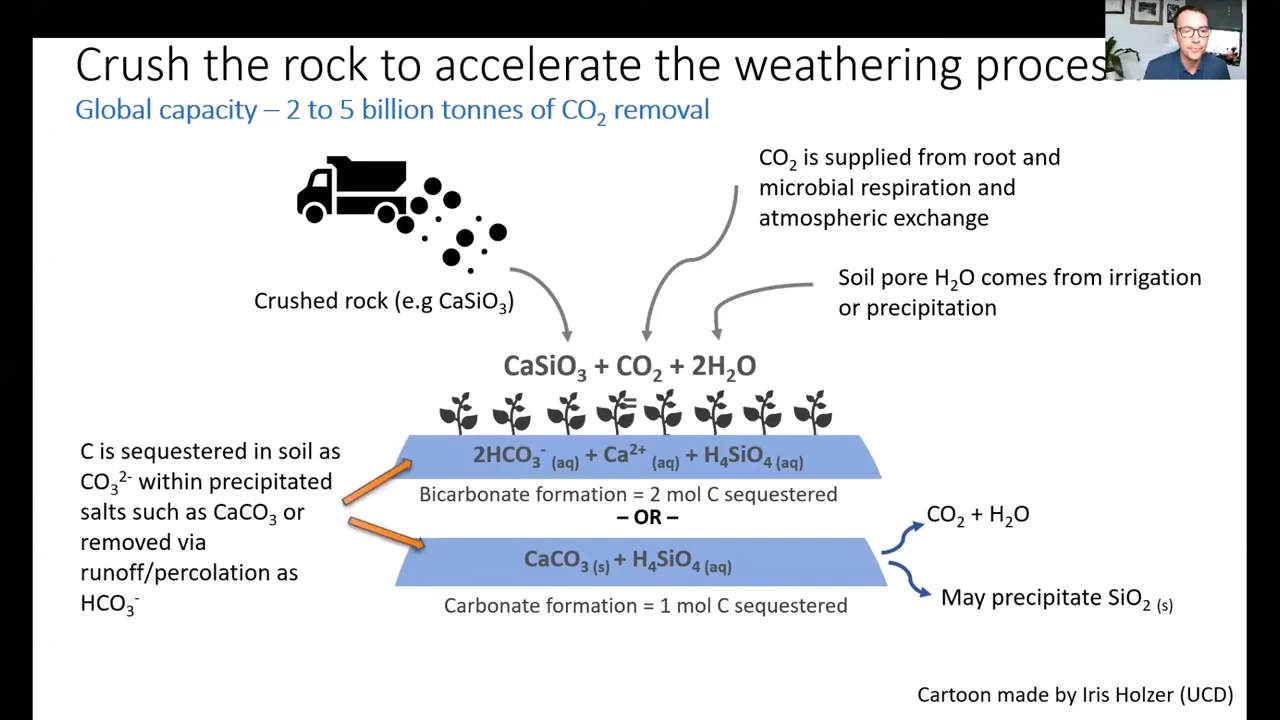 Crush the rock to accelerate the weathering proces
Global capacity – 2 to 5 billion tonnes of CO₂ removal
CO₂ is supplied from root and
microbial respiration and
atmospheric exchange
Soil pore H₂O comes from irrigation
or precipitation
Crushed rock (e.g CaSiO₃)
CaSiO₃ + CO₂ + 2H₂O
=
2HCO₃⁻ (aq) + Ca²⁺ (aq) + H₄SiO₄ (aq)
Bicarbonate formation = 2 mol C sequestered
– OR –
CaCO₃ (s) + H₄SiO₄ (aq)
Carbonate formation = 1 mol C sequestered
C is sequestered in soil as
CO₃²⁻ within precipitated
salts such as CaCO₃ or
removed via
runoff/percolation as
HCO₃⁻
CO₂ + H₂O
May precipitate SiO₂ (s)
Cartoon made by Iris Holzer (UCD)